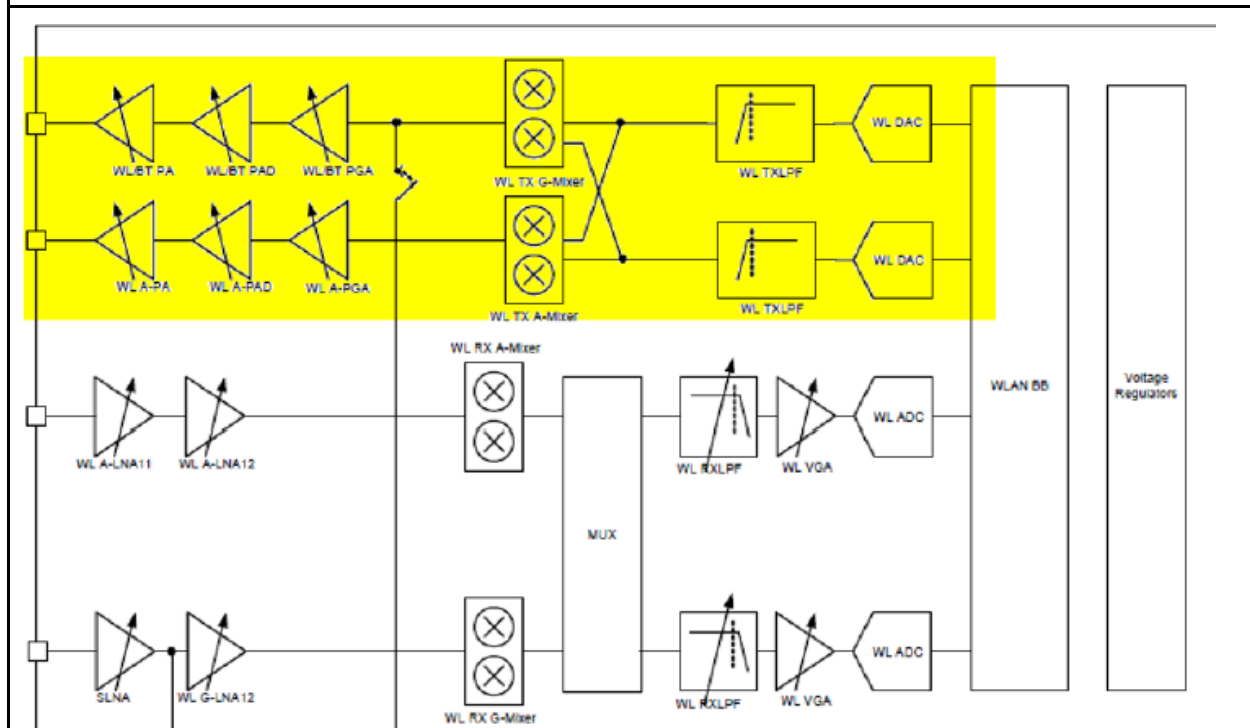 WL/BT PA
WL/BT PAD
WL/BT PGA
WL TX G-Mixer
WL TXLPF
WL DAC
WL A-PA
WL A-PAD
WL A-PGA
WL TX A-Mixer
WL TXLPF
WL DAC
WL RX A-Mixer
WLAN BB
Voltage
Regulators
WL A-LNA11
WL A-LNA12
WL RXLPF
WL VGA
WL ADC
MUX
SLNA
WL G-LNA12
WL RX G-Mixer
WL RXLPF
WL VGA
WL ADC